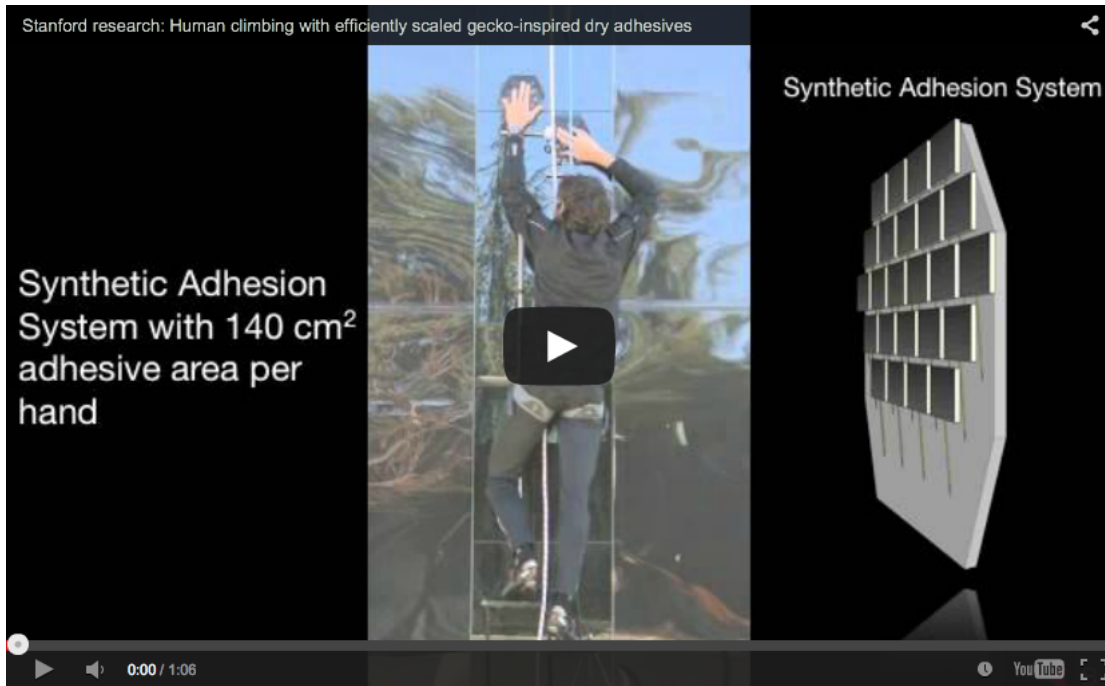 Stanford research: Human climbing with efficiently scaled gecko-inspired dry adhesives
Synthetic Adhesion System
Synthetic Adhesion
System with 140 cm²
adhesive area per
hand
0:00 / 1:06
YouTube